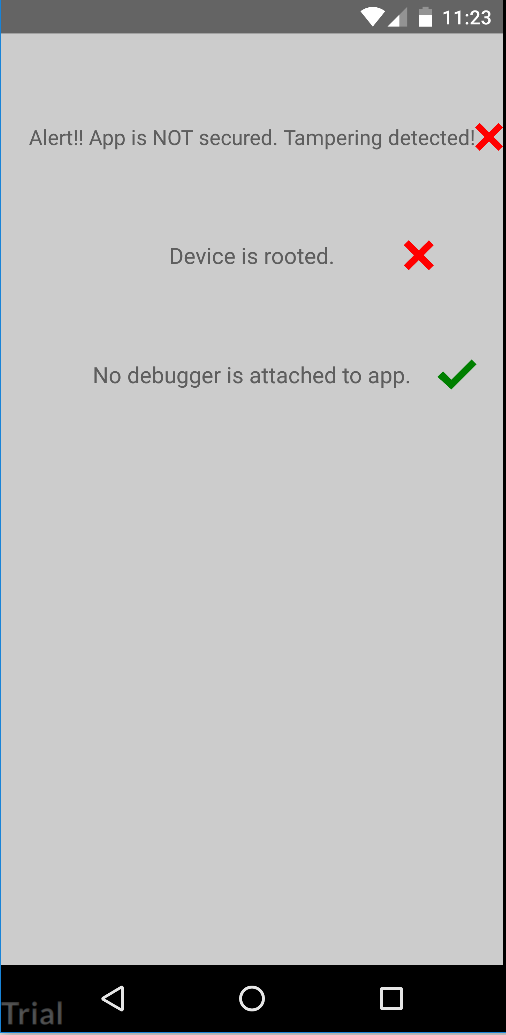 11:23
Alert!! App is NOT secured. Tampering detected!
Device is rooted.
No debugger is attached to app.
Trial